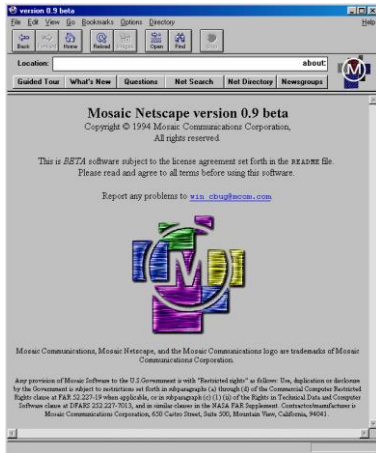 version 0.9 beta
File Edit View Go Bookmarks Options Directory Help
Back Forward Home Reload Images Open Find Stop
Location: about:
Guided Tour What's New Questions Net Search Net Directory Newsgroups
M
Mosaic Netscape version 0.9 beta
Copyright © 1994 Mosaic Communications Corporation,
All rights reserved.
This is BETA software subject to the license agreement set forth in the README file.
Please read and agree to all terms before using this software.
Report any problems to win_cbug@mcom.com.
M
Mosaic Communications, Mosaic Netscape, and the Mosaic Communications logo are trademarks of Mosaic
Communications Corporation.
Any provision of Mosaic Software to the U.S.Government is with "Restricted rights" as follows: Use, duplication or disclosure
by the Government is subject to restrictions set forth in subparagraphs (a) through (d) of the Commercial Computer Restricted
Rights clause at FAR 52.227-19 when applicable, or in subparagraph (c) (1) (ii) of the Rights in Technical Data and Computer
Software clause at DFARS 252.227-7013, and in similar clauses in the NASA FAR Supplement. Contractor/manufacturer is
Mosaic Communications Corporation, 650 Castro Street, Suite 500, Mountain View, California, 94041.